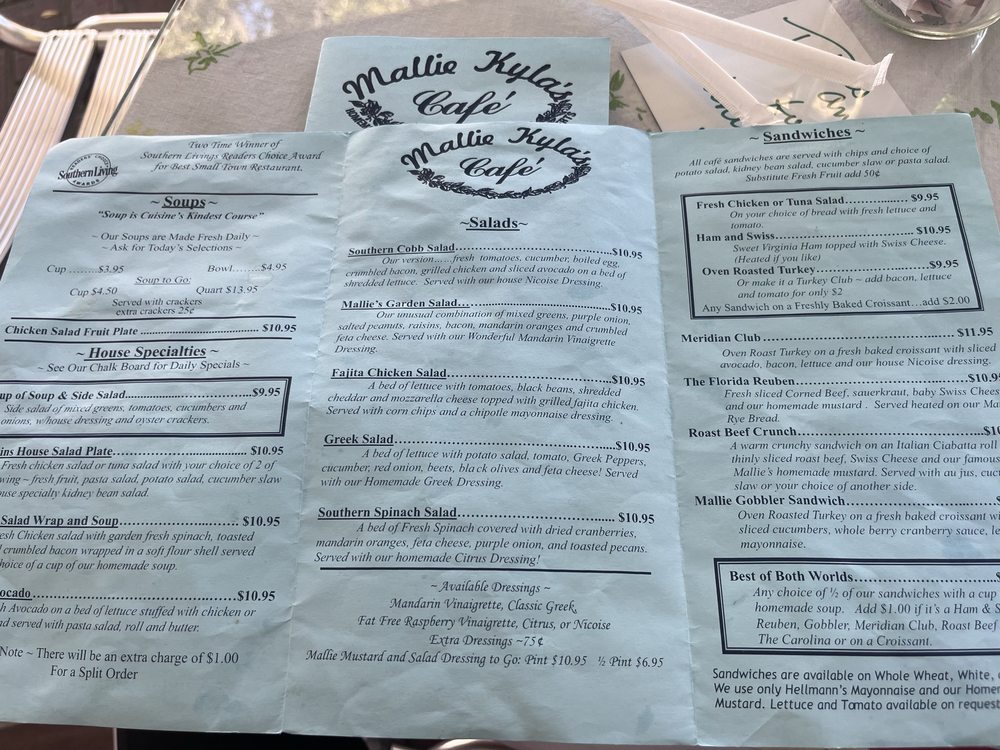 Mallie Kyla's
Café
Two Time Winner of
Southern Livings Readers Choice Award
for Best Small Town Restaurant.
READERS' CHOICE
Southern Living
AWARDS
~ Soups ~
"Soup is Cuisine's Kindest Course"
~ Our Soups are Made Fresh Daily ~
~ Ask for Today's Selections ~
Cup ........$3.95 Bowl........$4.95
Soup to Go:
Cup $4.50 Quart $13.95
Served with crackers
extra crackers 25¢
Chicken Salad Fruit Plate .................................. $10.95
~ House Specialties ~
~ See Our Chalk Board for Daily Specials ~
up of Soup & Side Salad....................................$9.95
Side salad of mixed greens, tomatoes, cucumbers and
onions, w/house dressing and oyster crackers.
ins House Salad Plate.......................................$10.95
Fresh chicken salad or tuna salad with your choice of 2 of
wing ~ fresh fruit, pasta salad, potato salad, cucumber slaw
ouse specialty kidney bean salad.
Salad Wrap and Soup.................................. $10.95
esh Chicken salad with garden fresh spinach, toasted
d crumbled bacon wrapped in a soft flour shell served
hoice of a cup of our homemade soup.
ocado.......................................................$10.95
h Avocado on a bed of lettuce stuffed with chicken or
nd served with pasta salad, roll and butter.
Note ~ There will be an extra charge of $1.00
For a Split Order
Mallie Kyla's
Café
~Salads~
Southern Cobb Salad.......................................$10.95
Our version......fresh tomatoes, cucumber, boiled egg,
crumbled bacon, grilled chicken and sliced avocado on a bed of
shredded lettuce. Served with our house Nicoise Dressing.
Mallie's Garden Salad.......................................$10.95
Our unusual combination of mixed greens, purple onion,
salted peanuts, raisins, bacon, mandarin oranges and crumbled
feta cheese. Served with our Wonderful Mandarin Vinaigrette
Dressing.
Fajita Chicken Salad.......................................$10.95
A bed of lettuce with tomatoes, black beans, shredded
cheddar and mozzarella cheese topped with grilled fajita chicken.
Served with corn chips and a chipotle mayonnaise dressing.
Greek Salad..................................................$10.95
A bed of lettuce with potato salad, tomato, Greek Peppers,
cucumber, red onion, beets, black olives and feta cheese! Served
with our Homemade Greek Dressing.
Southern Spinach Salad.................................... $10.95
A bed of Fresh Spinach covered with dried cranberries,
mandarin oranges, feta cheese, purple onion, and toasted pecans.
Served with our homemade Citrus Dressing!
~ Available Dressings ~
Mandarin Vinaigrette, Classic Greek,
Fat Free Raspberry Vinaigrette, Citrus, or Nicoise
Extra Dressings ~75¢
Mallie Mustard and Salad Dressing to Go: Pint $10.95 ½ Pint $6.95
~ Sandwiches ~
All café sandwiches are served with chips and choice of
potato salad, kidney bean salad, cucumber slaw or pasta salad.
Substitute Fresh Fruit add 50¢
Fresh Chicken or Tuna Salad................ $9.95
On your choice of bread with fresh lettuce and
tomato.
Ham and Swiss.................................... $10.95
Sweet Virginia Ham topped with Swiss Cheese.
(Heated if you like)
Oven Roasted Turkey..............................$9.95
Or make it a Turkey Club ~ add bacon, lettuce
and tomato for only $2
Any Sandwich on a Freshly Baked Croissant…add $2.00
Meridian Club ........................................ $11.95
Oven Roast Turkey on a fresh baked croissant with sliced
avocado, bacon, lettuce and our house Nicoise dressing.
The Florida Reuben.......................................$10.9
Fresh sliced Corned Beef, sauerkraut, baby Swiss Chees
and our homemade mustard . Served heated on our Ma
Rye Bread.
Roast Beef Crunch..........................................$10
A warm crunchy sandwich on an Italian Ciabatta roll
thinly sliced roast beef, Swiss Cheese and our famous
Mallie's homemade mustard. Served with au jus, cuc
slaw or your choice of another side.
Mallie Gobbler Sandwich...................................$
Oven Roasted Turkey on a fresh baked croissant wi
sliced cucumbers, whole berry cranberry sauce, le
mayonnaise.
Best of Both Worlds..................................$
Any choice of ½ of our sandwiches with a cup
homemade soup. Add $1.00 if it's a Ham & S
Reuben, Gobbler, Meridian Club, Roast Beef
The Carolina or on a Croissant.
Sandwiches are available on Whole Wheat, White,
We use only Hellmann's Mayonnaise and our Homem
Mustard. Lettuce and Tomato available on request